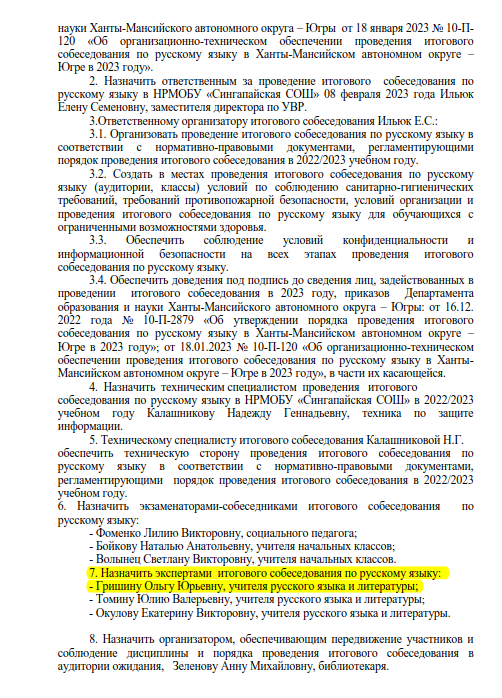 науки Ханты-Мансийского автономного округа – Югры от 18 января 2023 № 10-П-
120 «Об организационно-техническом обеспечении проведения итогового
собеседования по русскому языку в Ханты-Мансийском автономном округе –
Югре в 2023 году».
2. Назначить ответственным за проведение итогового собеседования по
русскому языку в НРМОБУ «Сингапайская СОШ» 08 февраля 2023 года Ильюк
Елену Семеновну, заместителя директора по УВР.
3.Ответственному организатору итогового собеседования Ильюк Е.С.:
3.1. Организовать проведение итогового собеседования по русскому языку в
соответствии с нормативно-правовыми документами, регламентирующими
порядок проведения итогового собеседования в 2022/2023 учебном году.
3.2. Создать в местах проведения итогового собеседования по русскому
языку (аудитории, классы) условий по соблюдению санитарно-гигиенических
требований, требований противопожарной безопасности, условий организации и
проведения итогового собеседования по русскому языку для обучающихся с
ограниченными возможностями здоровья.
3.3. Обеспечить соблюдение условий конфиденциальности и
информационной безопасности на всех этапах проведения итогового
собеседования по русскому языку.
3.4. Обеспечить доведения под подпись до сведения лиц, задействованных в
проведении итогового собеседования в 2023 году, приказов Департамента
образования и науки Ханты-Мансийского автономного округа – Югры: от 16.12.
2022 года № 10-П-2879 «Об утверждении порядка проведения итогового
собеседования по русскому языку в Ханты-Мансийском автономном округе –
Югре в 2023 году»; от 18.01.2023 № 10-П-120 «Об организационно-техническом
обеспечении проведения итогового собеседования по русскому языку в Ханты-
Мансийском автономном округе – Югре в 2023 году», в части их касающейся.
4. Назначить техническим специалистом проведения итогового
собеседования по русскому языку в НРМОБУ «Сингапайская СОШ» в 2022/2023
учебном году Калашникову Надежду Геннадьевну, техника по защите
информации.
5. Техническому специалисту итогового собеседования Калашниковой Н.Г.
обеспечить техническую сторону проведения итогового собеседования по
русскому языку в соответствии с нормативно-правовыми документами,
регламентирующими порядок проведения итогового собеседования в 2022/2023
учебном году.
6. Назначить экзаменаторами-собеседниками итогового собеседования по
русскому языку:
- Фоменко Лилию Викторовну, социального педагога;
- Бойкову Наталью Анатольевну, учителя начальных классов;
- Волынец Светлану Викторовну, учителя начальных классов.
7. Назначить экспертами итогового собеседования по русскому языку:
- Гришину Ольгу Юрьевну, учителя русского языка и литературы;
- Томину Юлию Валерьевну, учителя русского языка и литературы;
- Окулову Екатерину Викторовну, учителя русского языка и литературы.
8. Назначить организатором, обеспечивающим передвижение участников и
соблюдение дисциплины и порядка проведения итогового собеседования в
аудитории ожидания, Зеленову Анну Михайловну, библиотекаря.